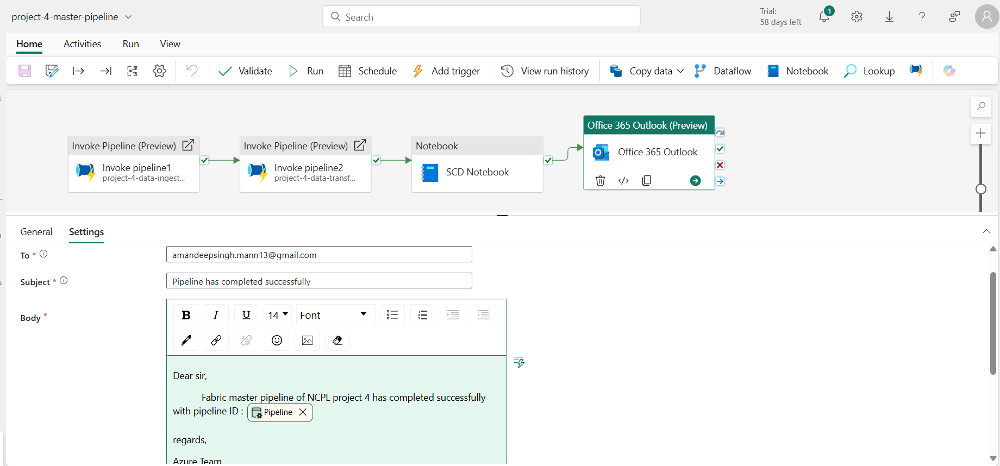 project-4-master-pipeline
Search
Trial:
58 days left
1
Home Activities Run View
Validate Run Schedule Add trigger View run history Copy data Dataflow Notebook Lookup
Office 365 Outlook (Preview)
Office 365 Outlook
Invoke Pipeline (Preview)
Invoke pipeline1
project-4-data-ingest...
Invoke Pipeline (Preview)
Invoke pipeline2
project-4-data-transf...
Notebook
SCD Notebook
General Settings
To * amandeepsingh.mann13@gmail.com
Subject * Pipeline has completed successfully
Body *
B I U 14 Font
Dear sir,
Fabric master pipeline of NCPL project 4 has completed successfully
with pipeline ID : Pipeline
regards,
Azure Team